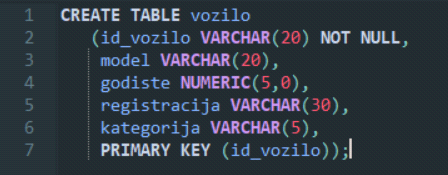 1 CREATE TABLE vozilo
2 (id_vozilo VARCHAR(20) NOT NULL,
3 model VARCHAR(20),
4 godiste NUMERIC(5,0),
5 registracija VARCHAR(30),
6 kategorija VARCHAR(5),
7 PRIMARY KEY (id_vozilo));